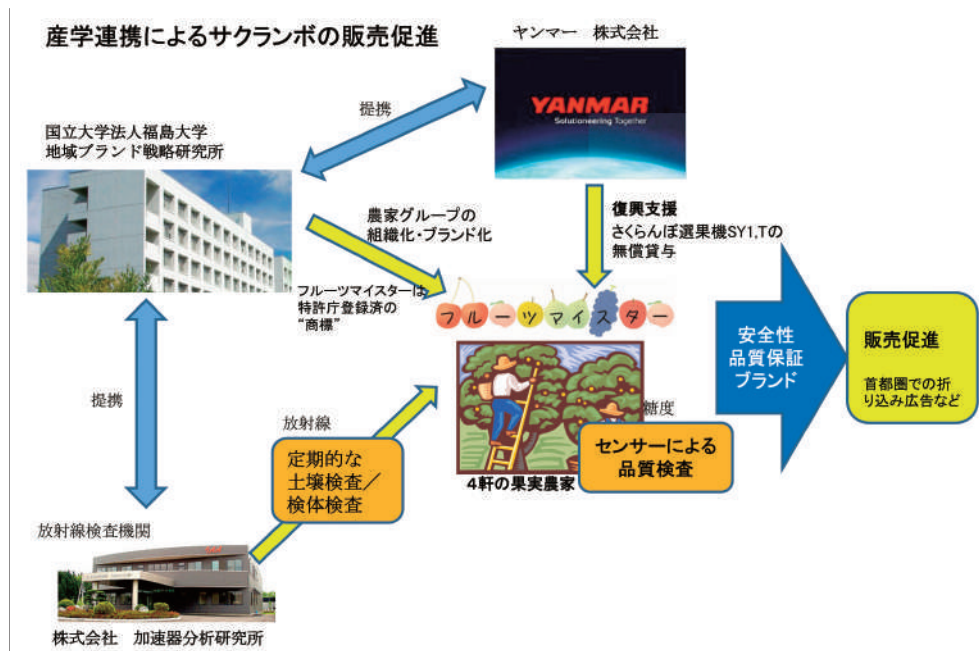 産学連携によるサクランボの販売促進
ヤンマー 株式会社
YANMAR
Solutioneering Together
提携
国立大学法人福島大学
地域ブランド戦略研究所
農家グループの
組織化・ブランド化
復興支援
さくらんぼ選果機SY1,Tの
無償貸与
フルーツマイスターは
特許庁登録済の
“商標”
フルーツマイスター
安全性
品質保証
ブランド
販売促進
首都圏での折
り込み広告など
提携
放射線
定期的な
土壌検査／
検体検査
糖度
センサーによる
品質検査
4軒の果実農家
放射線検査機関
株式会社 加速器分析研究所